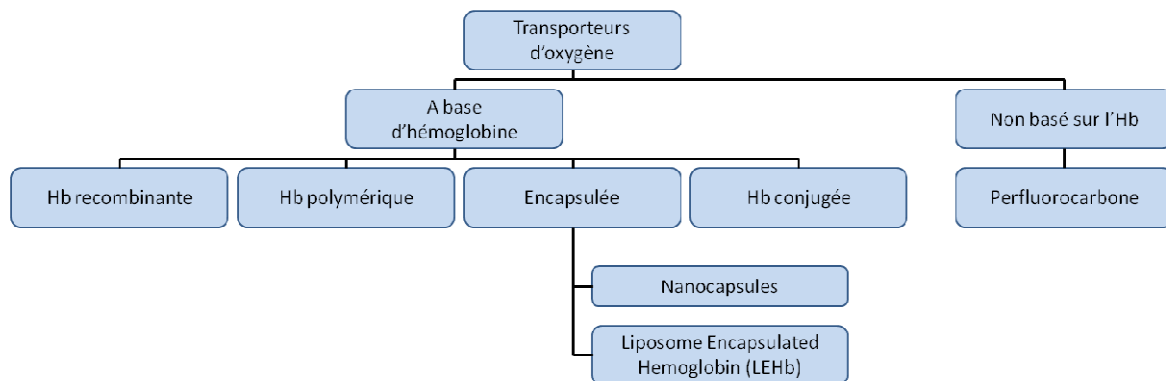 Transporteurs
d'oxygène
A base
d'hémoglobine
Non basé sur l'Hb
Hb recombinante
Hb polymérique
Encapsulée
Hb conjugée
Perfluorocarbone
Nanocapsules
Liposome Encapsulated
Hemoglobin (LEHb)